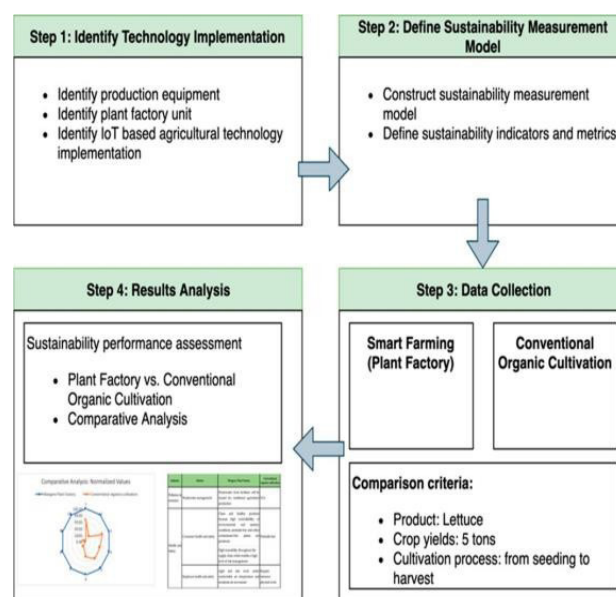 Step 1: Identify Technology Implementation
• Identify production equipment
• Identify plant factory unit
• Identify IoT based agricultural technology
implementation
Step 2: Define Sustainability Measurement
Model
• Construct sustainability measurement
model
• Define sustainability indicators and metrics
Step 3: Data Collection
Smart Farming
(Plant Factory)
Conventional
Organic Cultivation
Comparison criteria:
• Product: Lettuce
• Crop yields: 5 tons
• Cultivation process: from seeding to
harvest
Step 4: Results Analysis
Sustainability performance assessment
• Plant Factory vs. Conventional
Organic Cultivation
• Comparative Analysis
Comparative Analysis: Normalized Values